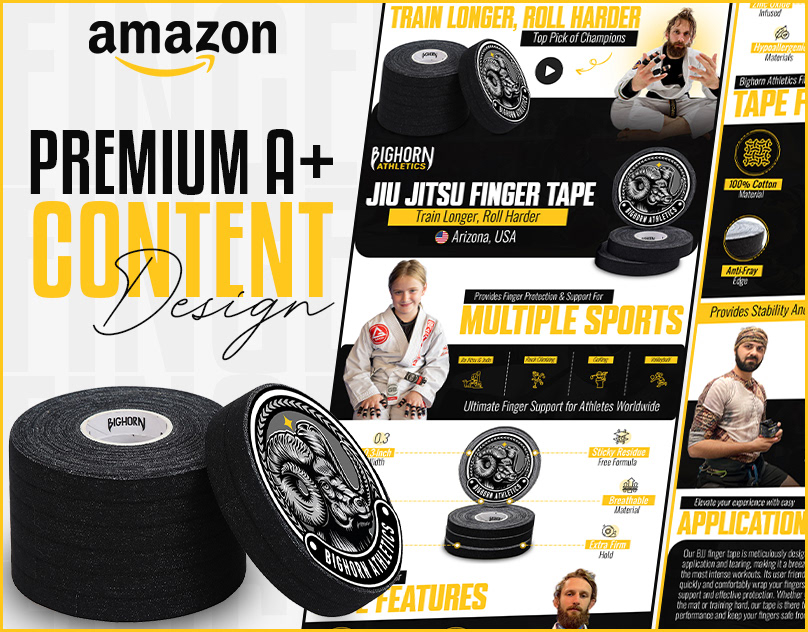 amazon
PREMIUM A+
CONTENT
Design
BIGHORN
BIGHORN ATHLETICS
TRAIN LONGER, ROLL HARDER
Top Pick of Champions
BIGHORN
BIGHORN
ATHLETICS
JIU JITSU FINGER TAPE
Train Longer, Roll Harder
Arizona, USA
BIGHORN ATHLETICS
Provides Finger Protection & Support For
MULTIPLE SPORTS
Jiu Jitsu & Judo
Rock Climbing
Golfing
Volleyball
Ultimate Finger Support for Athletes Worldwide
0.3
BIGHORN ATHLETICS
Sticky Residue
Free Formula
Breathable
Material
Extra Firm
Hold
FEATURES
Infused
Hypoallergenic
Materials
Bighorn Athletics
TAPE
100% Cotton
Material
Anti-Fray
Edge
Provides Stability
Elevate your experience with easy
APPLICATION
Our BJJ finger tape is meticulously
application and tearing, making it a
the most intense workouts. Its user
quickly and comfortably wrap your fingers
support and effective protection. Whether
the mat or training hard, our tape is there
performance and keep your fingers safe